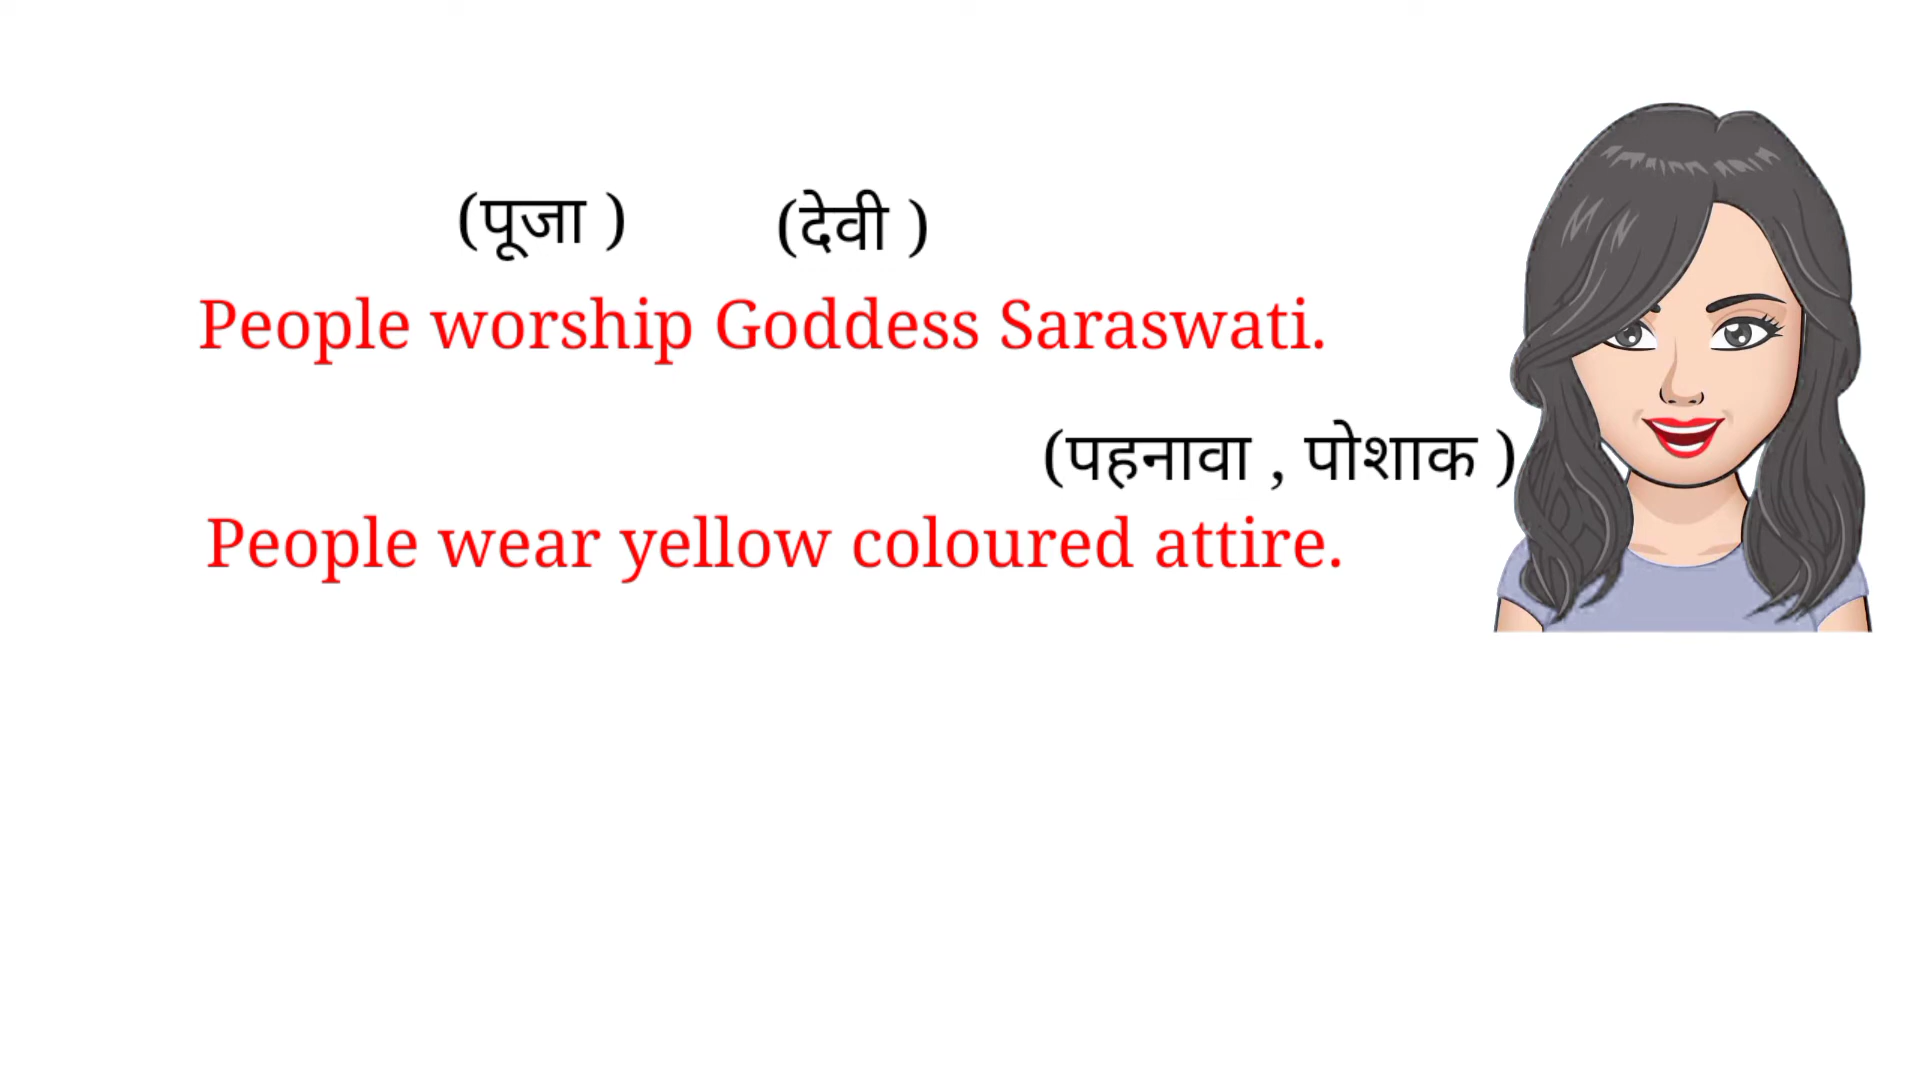 (पूजा ) (देवी )
People worship Goddess Saraswati.
(पहनावा , पोशाक )
People wear yellow coloured attire.